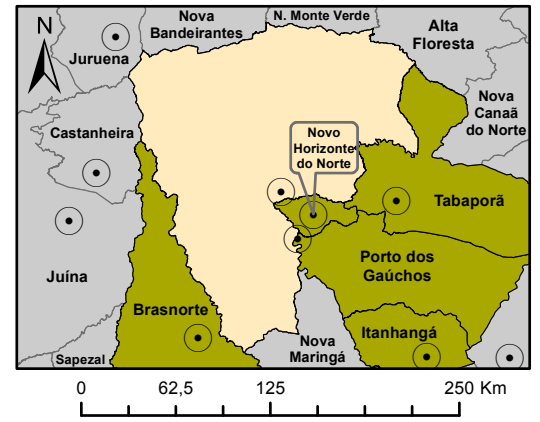 N
Nova
Bandeirantes
N. Monte Verde
Alta
Floresta
Juruena
Nova
Canaã
do Norte
Castanheira
Novo
Horizonte
do Norte
Tabaporã
Juína
Porto dos
Gaúchos
Brasnorte
Itanhangá
Nova
Maringá
Sapezal
0 62,5 125 250 Km